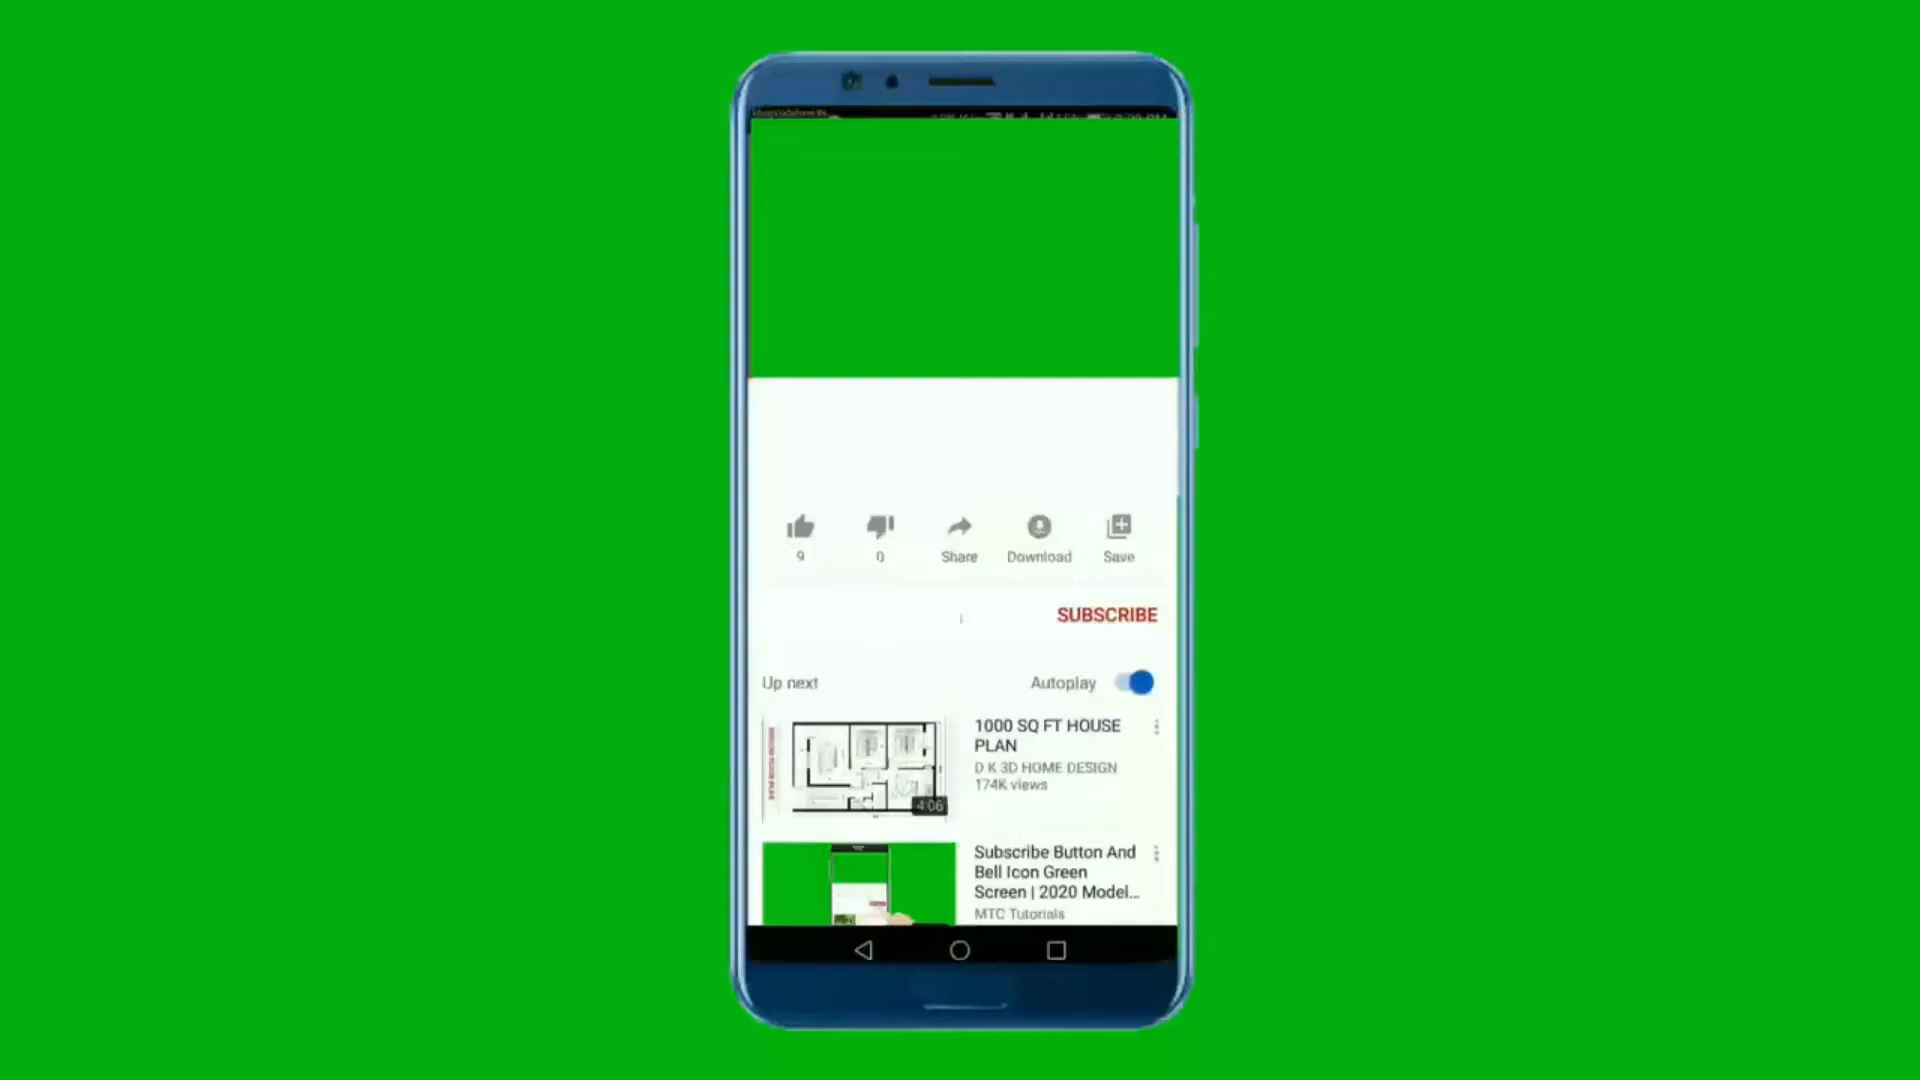 9
0
Share
Download
Save
SUBSCRIBE
Up next
Autoplay
1000 SQ FT HOUSE
PLAN
D K 3D HOME DESIGN
174K views
4:06
Subscribe Button And
Bell Icon Green
Screen | 2020 Model...
MTC Tutorials